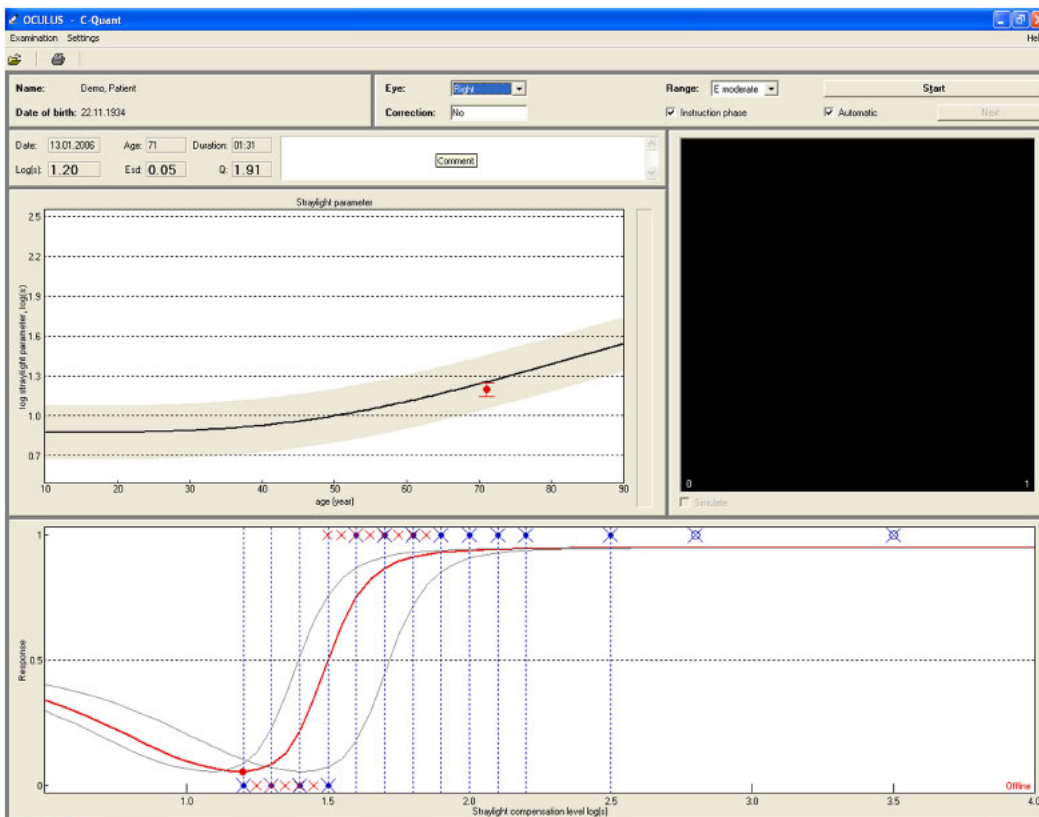 OCULUS - C-Quant
Examination Settings Hel
Name: Demo, Patient
Date of birth: 22.11.1934
Eye: Right
Correction: No
Range: E moderate
Start
Instruction phase
Automatic
Next
Date: 13.01.2006 Age: 71 Duration: 01:31
Log(s): 1.20 Esd: 0.05 Q: 1.91
Comment
Straylight parameter
log straylight parameter, log(s)
2.5
2.2
1.9
1.6
1.3
1.0
0.7
10 20 30 40 50 60 70 80 90
age (year)
0 1
Simulate
Response
1
0.5
0
1.0 1.5 2.0 2.5 3.0 3.5 4.0
Straylight compensation level log(s)
Offline